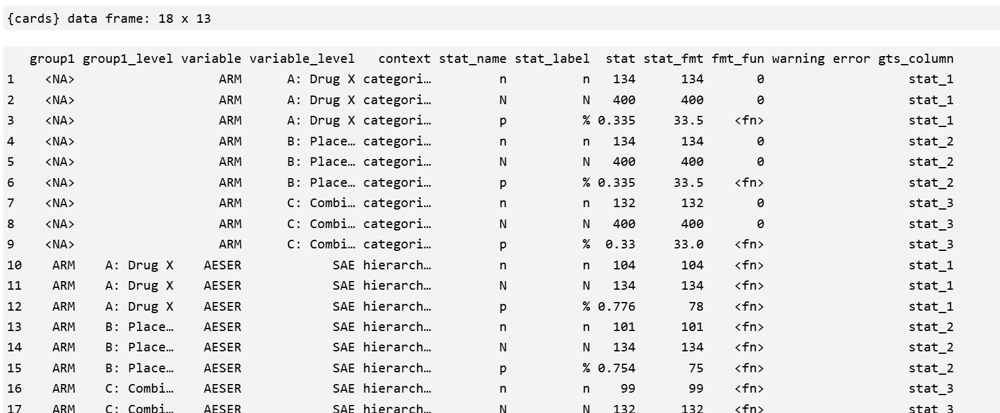 {cards} data frame: 18 x 13
group1 group1_level variable variable_level context stat_name stat_label stat stat_fmt fmt_fun warning error gts_column
1 <NA> ARM A: Drug X categori… n n 134 134 0 stat_1
2 <NA> ARM A: Drug X categori… N N 400 400 0 stat_1
3 <NA> ARM A: Drug X categori… p % 0.335 33.5 <fn> stat_1
4 <NA> ARM B: Place… categori… n n 134 134 0 stat_2
5 <NA> ARM B: Place… categori… N N 400 400 0 stat_2
6 <NA> ARM B: Place… categori… p % 0.335 33.5 <fn> stat_2
7 <NA> ARM C: Combi… categori… n n 132 132 0 stat_3
8 <NA> ARM C: Combi… categori… N N 400 400 0 stat_3
9 <NA> ARM C: Combi… categori… p % 0.33 33.0 <fn> stat_3
10 ARM A: Drug X AESER SAE hierarch… n n 104 104 <fn> stat_1
11 ARM A: Drug X AESER SAE hierarch… N N 134 134 <fn> stat_1
12 ARM A: Drug X AESER SAE hierarch… p % 0.776 78 <fn> stat_1
13 ARM B: Place… AESER SAE hierarch… n n 101 101 <fn> stat_2
14 ARM B: Place… AESER SAE hierarch… N N 134 134 <fn> stat_2
15 ARM B: Place… AESER SAE hierarch… p % 0.754 75 <fn> stat_2
16 ARM C: Combi… AESER SAE hierarch… n n 99 99 <fn> stat_3
17 ARM C: Combi… AESER SAE hierarch… N N 132 132 <fn> stat_3